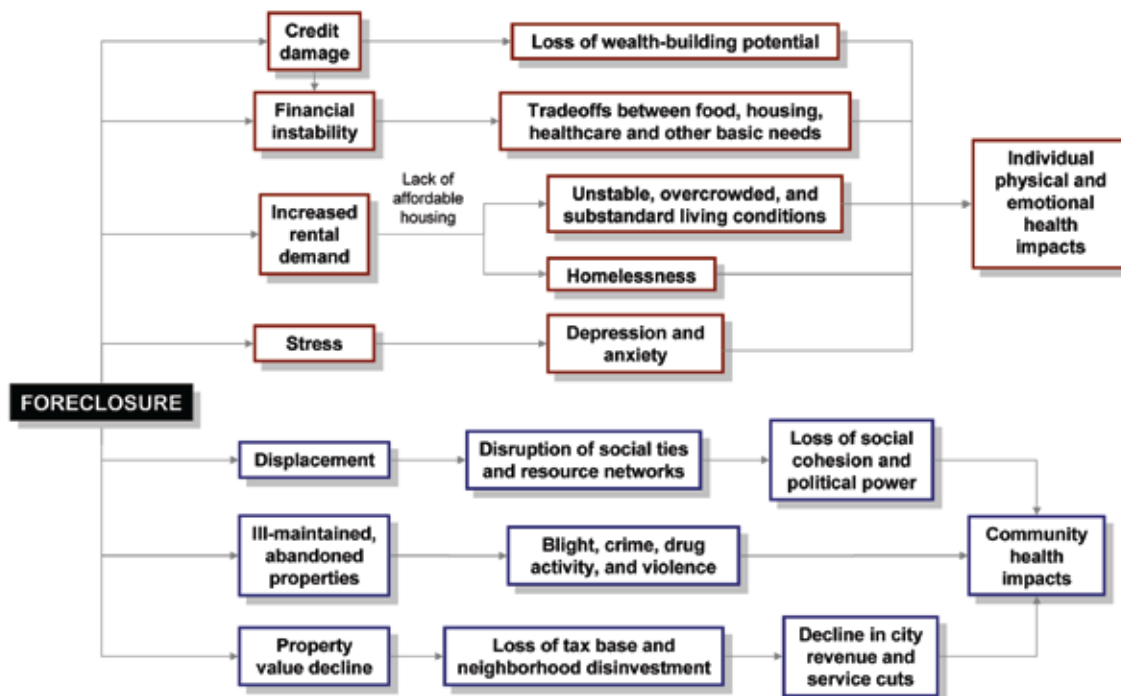 Credit
damage
Loss of wealth-building potential
Financial
instability
Tradeoffs between food, housing,
healthcare and other basic needs
Increased
rental
demand
Lack of
affordable
housing
Unstable, overcrowded, and
substandard living conditions
Homelessness
Individual
physical and
emotional
health
impacts
Stress
Depression and
anxiety
FORECLOSURE
Displacement
Disruption of social ties
and resource networks
Loss of social
cohesion and
political power
Ill-maintained,
abandoned
properties
Blight, crime, drug
activity, and violence
Community
health
impacts
Property
value decline
Loss of tax base and
neighborhood disinvestment
Decline in city
revenue and
service cuts